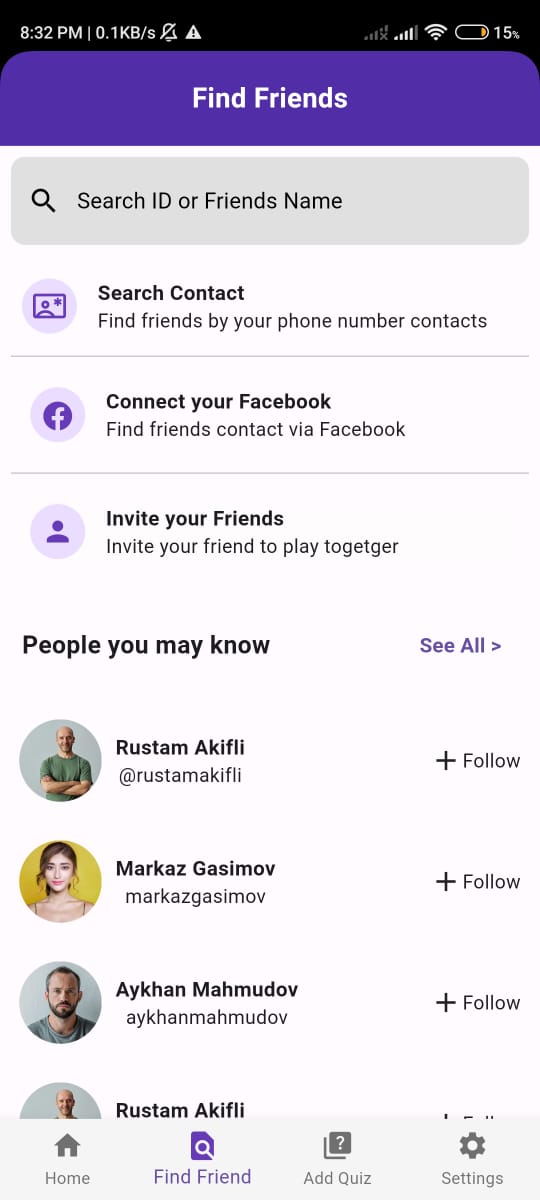 8:32 PM | 0.1KB/s
15%
Find Friends
Search ID or Friends Name
Search Contact
Find friends by your phone number contacts
Connect your Facebook
Find friends contact via Facebook
Invite your Friends
Invite your friend to play togetger
People you may know
See All >
Rustam Akifli
@rustamakifli
Follow
Markaz Gasimov
markazgasimov
Follow
Aykhan Mahmudov
aykhanmahmudov
Follow
Rustam Akifli
Home
Find Friend
Add Quiz
Settings